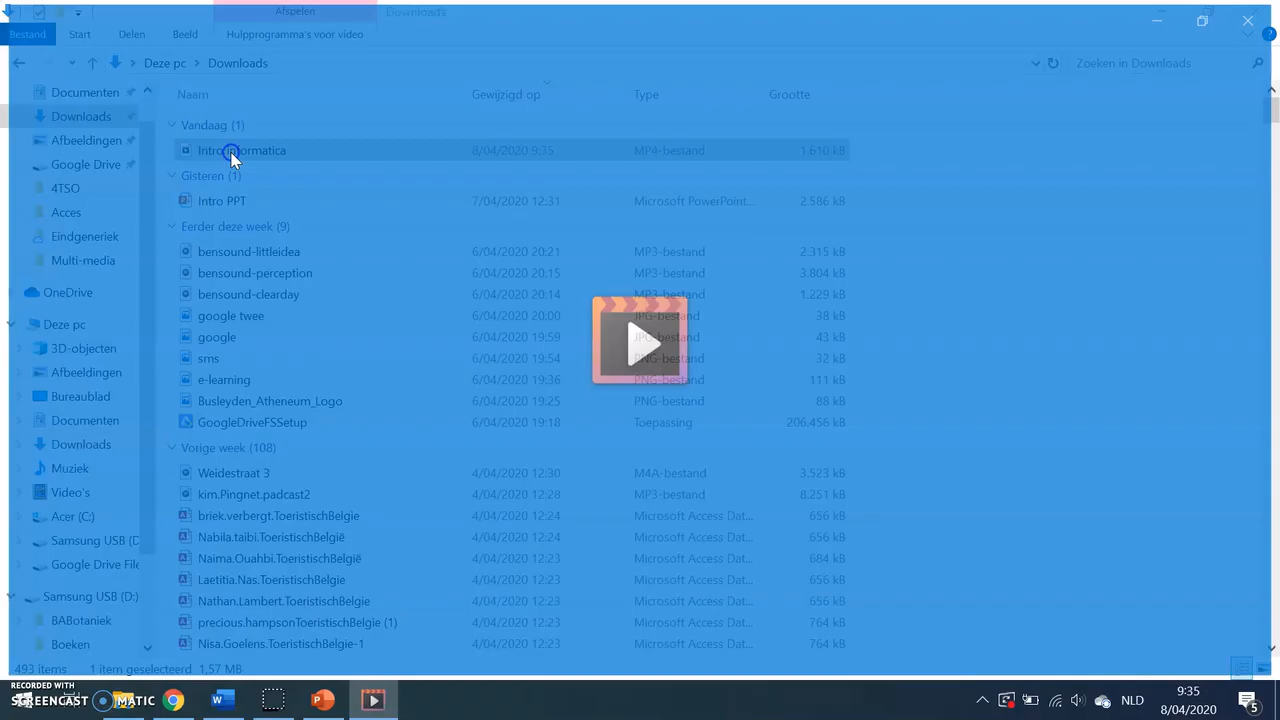 Afspelen Downloads
Bestand Start Delen Beeld Hulpprogramma's voor video
Deze pc Downloads Zoeken in Downloads
Naam Gewijzigd op Type Grootte
Documenten
Downloads
Afbeeldingen
Google Drive
4TSO
Acces
Eindgeneriek
Multi-media
OneDrive
Deze pc
3D-objecten
Afbeeldingen
Bureaublad
Documenten
Downloads
Muziek
Video's
Acer (C:)
Samsung USB (D
Google Drive File
Samsung USB (D:)
BABotaniek
Boeken
Vandaag (1)
Intro informatica 8/04/2020 9:35 MP4-bestand 1.610 kB
Gisteren (1)
Intro PPT 7/04/2020 12:31 Microsoft PowerPoint... 2.586 kB
Eerder deze week (9)
bensound-littleidea 6/04/2020 20:21 MP3-bestand 2.315 kB
bensound-perception 6/04/2020 20:15 MP3-bestand 3.804 kB
bensound-clearday 6/04/2020 20:14 MP3-bestand 1.229 kB
google twee 6/04/2020 20:00 JPG-bestand 38 kB
google 6/04/2020 19:59 JPG-bestand 43 kB
sms 6/04/2020 19:54 PNG-bestand 32 kB
e-learning 6/04/2020 19:36 PNG-bestand 111 kB
Busleyden_Atheneum_Logo 6/04/2020 19:25 PNG-bestand 88 kB
GoogleDriveFSSetup 6/04/2020 19:18 Toepassing 206.456 kB
Vorige week (108)
Weidestraat 3 4/04/2020 12:30 M4A-bestand 3.523 kB
kim.Pingnet.padcast2 4/04/2020 12:28 MP3-bestand 8.251 kB
briek.verbergt.ToeristischBelgie 4/04/2020 12:24 Microsoft Access Dat... 656 kB
Nabila.taibi.ToeristischBelgië 4/04/2020 12:24 Microsoft Access Dat... 656 kB
Naima.Ouahbi.ToeristischBelgië 4/04/2020 12:23 Microsoft Access Dat... 684 kB
Laetitia.Nas.ToeristischBelgie 4/04/2020 12:23 Microsoft Access Dat... 656 kB
Nathan.Lambert.ToeristischBelgie 4/04/2020 12:23 Microsoft Access Dat... 656 kB
precious.hampsonToeristischBelgie (1) 4/04/2020 12:23 Microsoft Access Dat... 764 kB
Nisa.Goelens.ToeristischBelgie-1 4/04/2020 12:23 Microsoft Access Dat... 764 kB
493 items 1 item geselecteerd 1,57 MB
RECORDED WITH
SCREENCAST MATIC
NLD
9:35
8/04/2020
5